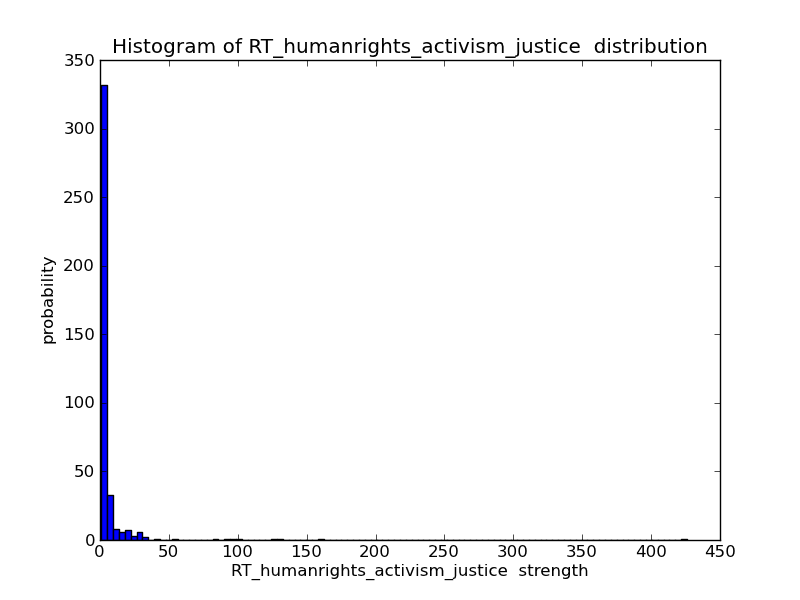 Histogram of RT_humanrights_activism_justice  distribution
350
300
250
200
150
100
50
0
probability
0 50 100 150 200 250 300 350 400 450
RT_humanrights_activism_justice  strength